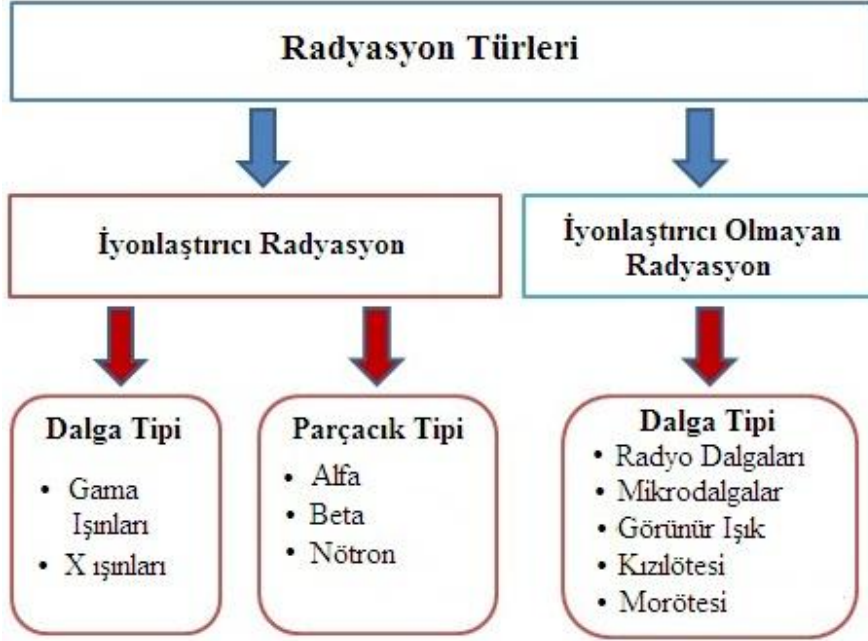 Radyasyon Türleri
İyonlaştırıcı Radyasyon
İyonlaştırıcı Olmayan
Radyasyon
Dalga Tipi
• Gama
Işınları
• X ışınları
Parçacık Tipi
• Alfa
• Beta
• Nötron
Dalga Tipi
• Radyo Dalgaları
• Mikrodalgalar
• Görünür Işık
• Kızılötesi
• Morötesi